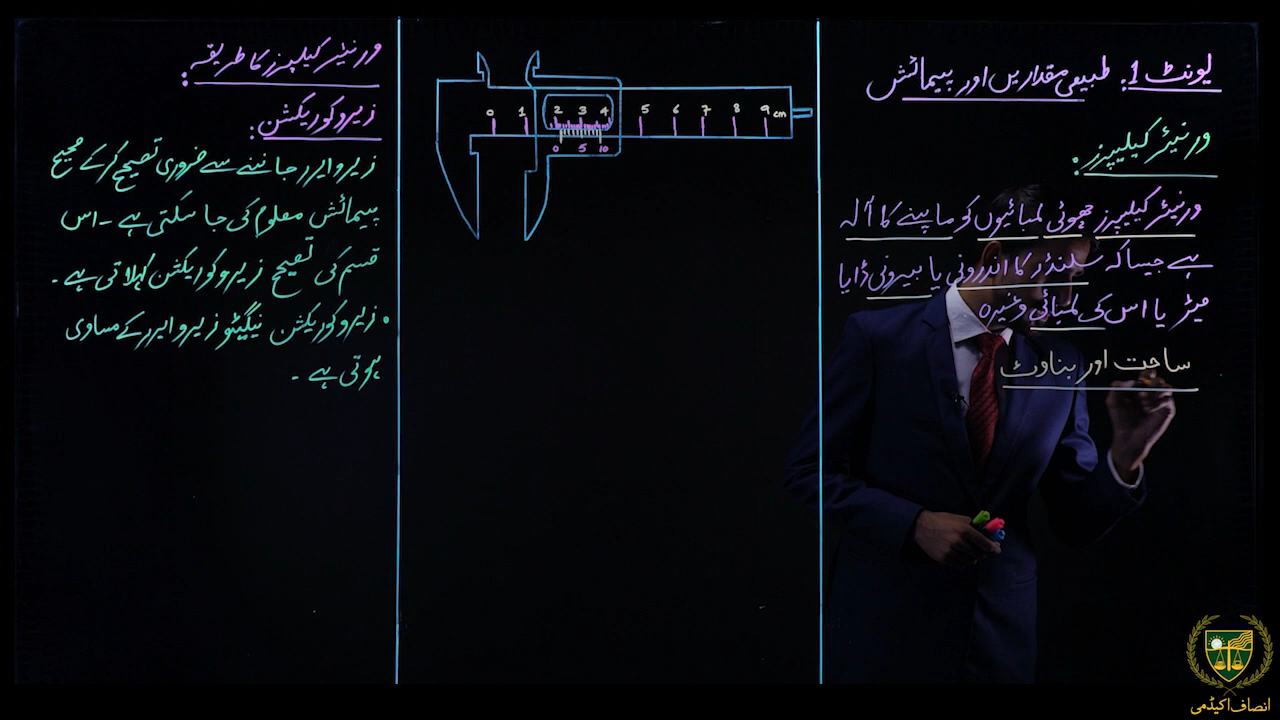 یونٹ 1: طبیعی مقداریں اور پیمائش
ورنیئر کیلیپرز:
ورنیئر کیلیپرز چھوٹی لمبائیوں کو ماپنے کا آلہ
ہے جیسا کہ سلنڈر کا اندرونی یا بیرونی ڈایا
میٹر یا اس کی لمبائی وغیرہ
ساخت اور بناوٹ
0 1 2 3 4 5 6 7 8 9 cm
0 5 10
ورنیئر کیلیپرز کا طریقہ:
زیرو کوریکشن:
زیرو ایرر جاننے سے ضروری تصحیح کر کے صحیح
پیمائش معلوم کی جا سکتی ہے ۔ اس
قسم کی تصحیح زیرو کوریکشن کہلاتی ہے ۔
• زیرو کوریکشن نیگیٹو زیرو ایرر کے مساوی
ہوتی ہے ۔
انصاف اکیڈمی